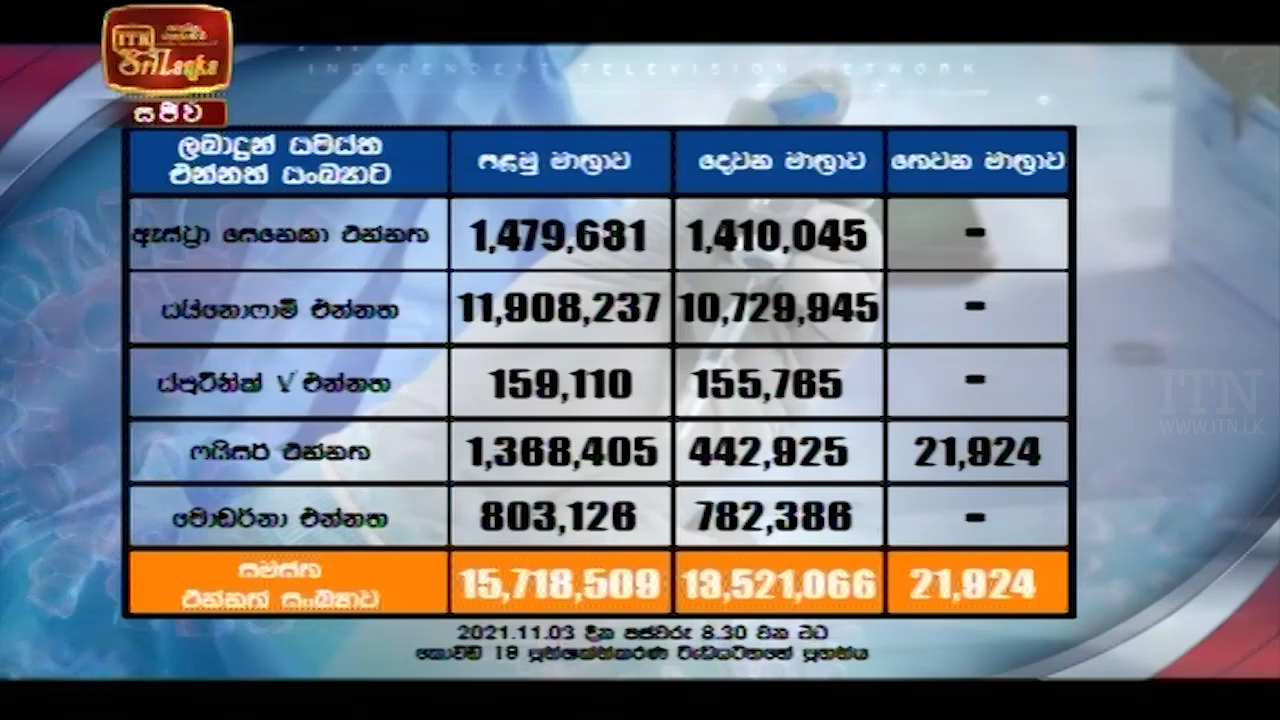 ITN
Sri Lanka
සජීව
INDEPENDENT TELEVISION NETWORK
ලබාදුන් සමස්ත එන්නත් සංඛ්‍යාව පළමු මාත්‍රාව දෙවන මාත්‍රාව තෙවන මාත්‍රාව
ඇස්ට්‍රා සෙනෙකා එන්නත 1,479,631 1,410,045 -
සයිනොෆාම් එන්නත 11,908,237 10,729,945 -
ස්පුට්නික් V එන්නත 159,110 155,765 -
ෆයිසර් එන්නත 1,368,405 442,925 21,924
මොඩර්නා එන්නත 803,126 782,386 -
සමස්ත එන්නත් සංඛ්‍යාව 15,718,509 13,521,066 21,924
2021.11.03 දින පස්වරු 8.30 වන විට
කොවිඩ් 19
ITN
WWW.ITN.LK